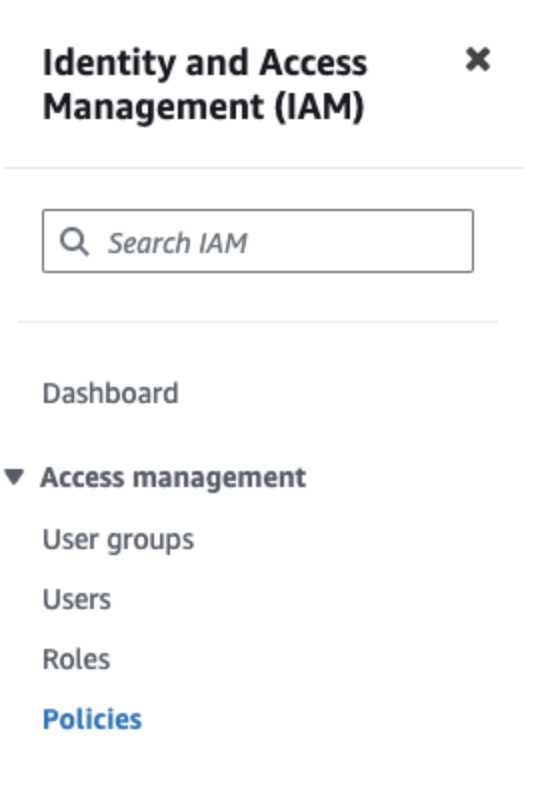 Identity and Access
Management (IAM)
Search IAM
Dashboard
Access management
User groups
Users
Roles
Policies